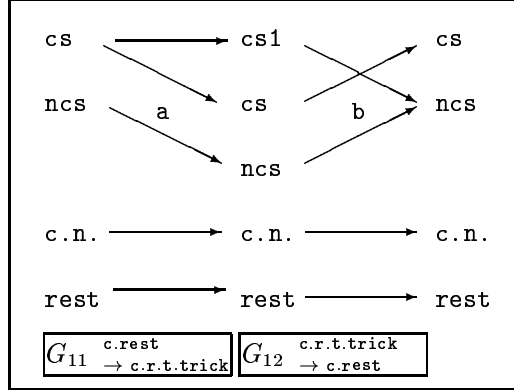 cs cs1 cs
ncs a cs b ncs
ncs
c.n. c.n. c.n.
rest rest rest
G11 c.rest → c.r.t.trick G12 c.r.t.trick → c.rest